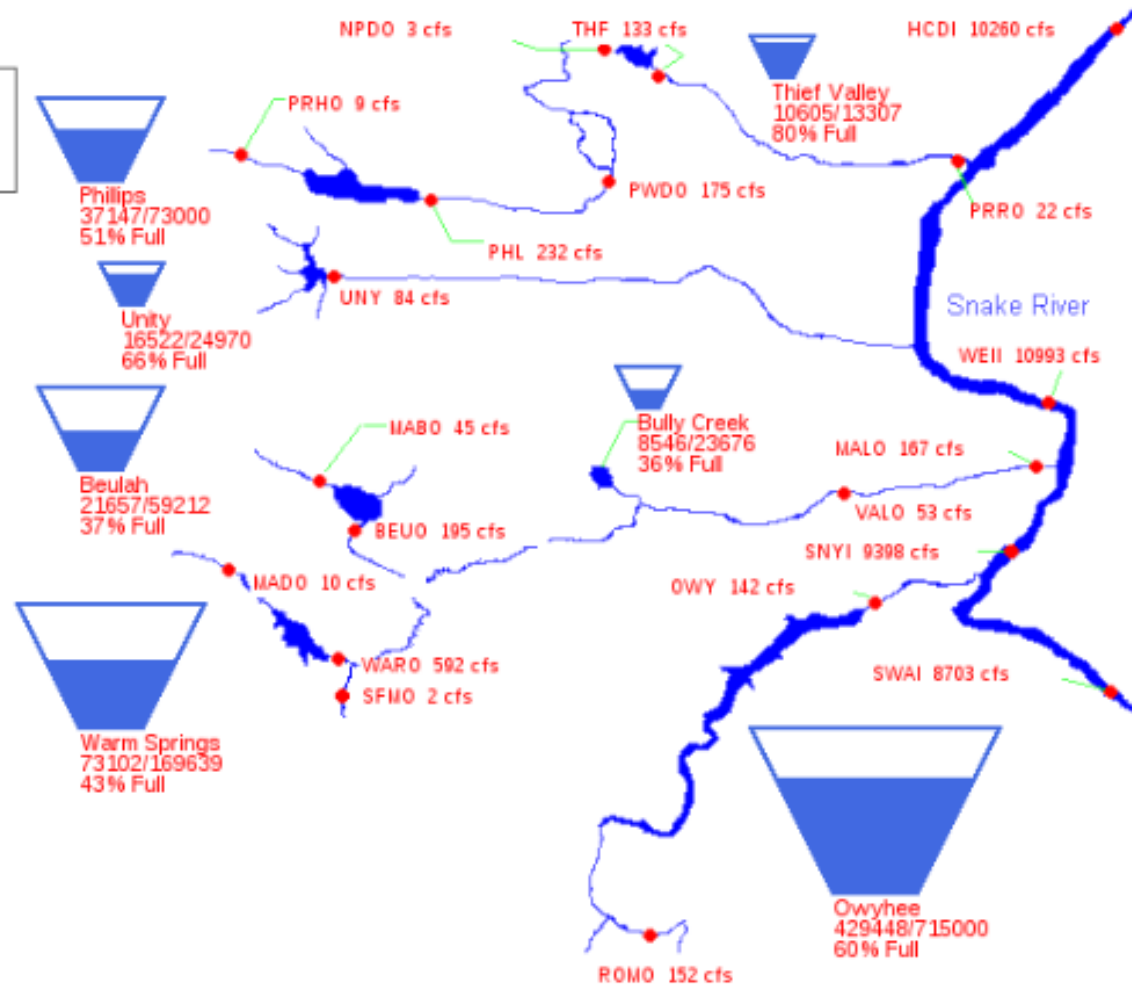 NPDO 3 cfs
THF 133 cfs
HCDI 10260 cfs
Thief Valley
10605/13307
80% Full
PRHO 9 cfs
Phillips
37147/73000
51% Full
PWDO 175 cfs
PRRO 22 cfs
PHL 232 cfs
UNY 84 cfs
Snake River
Unity
16522/24970
66% Full
WEII 10993 cfs
Bully Creek
8546/23676
36% Full
MABO 45 cfs
MALO 167 cfs
Beulah
21657/59212
37% Full
VALO 53 cfs
BEUO 195 cfs
SNYI 9398 cfs
MADO 10 cfs
OWY 142 cfs
WARO 592 cfs
SFMO 2 cfs
SWAI 8703 cfs
Warm Springs
73102/169639
43% Full
Owyhee
429448/715000
60% Full
ROMO 152 cfs